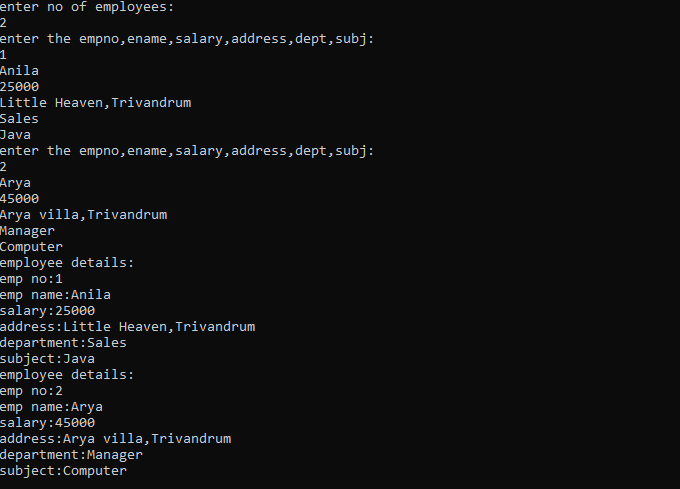 enter no of employees:
2
enter the empno,ename,salary,address,dept,subj:
1
Anila
25000
Little Heaven,Trivandrum
Sales
Java
enter the empno,ename,salary,address,dept,subj:
2
Arya
45000
Arya villa,Trivandrum
Manager
Computer
employee details:
emp no:1
emp name:Anila
salary:25000
address:Little Heaven,Trivandrum
department:Sales
subject:Java
employee details:
emp no:2
emp name:Arya
salary:45000
address:Arya villa,Trivandrum
department:Manager
subject:Computer